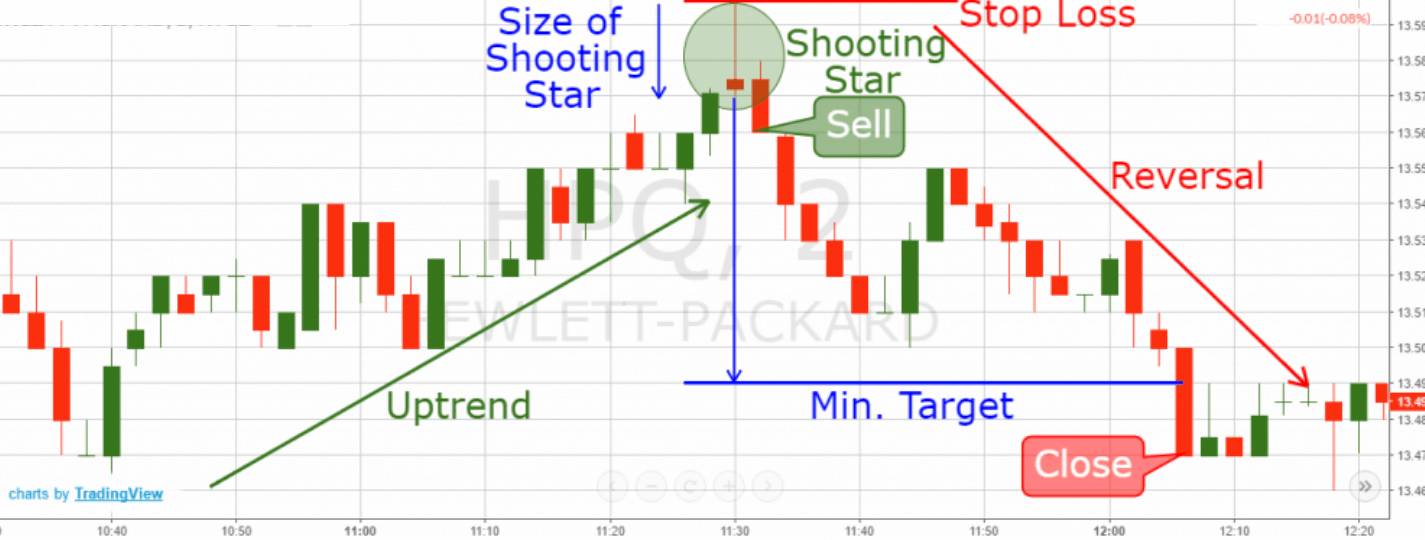 Size of
Shooting
Star
Stop Loss
-0.01(-0.08%)
Shooting
Star
Sell
Reversal
HPQ, 2
HEWLETT-PACKARD
Uptrend
Min. Target
Close
charts by TradingView
13.59
13.58
13.57
13.56
13.55
13.54
13.53
13.52
13.51
13.50
13.49
13.49
13.48
13.47
13.46
10:40 10:50 11:00 11:10 11:20 11:30 11:40 11:50 12:00 12:10 12:20